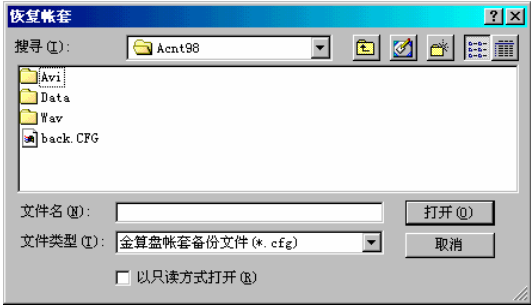 恢复帐套
搜寻(I): Acnt98
Avi
Data
Wav
back.CFG
文件名(N): 打开(O)
文件类型(T): 金算盘帐套备份文件(*.cfg) 取消
以只读方式打开(R)